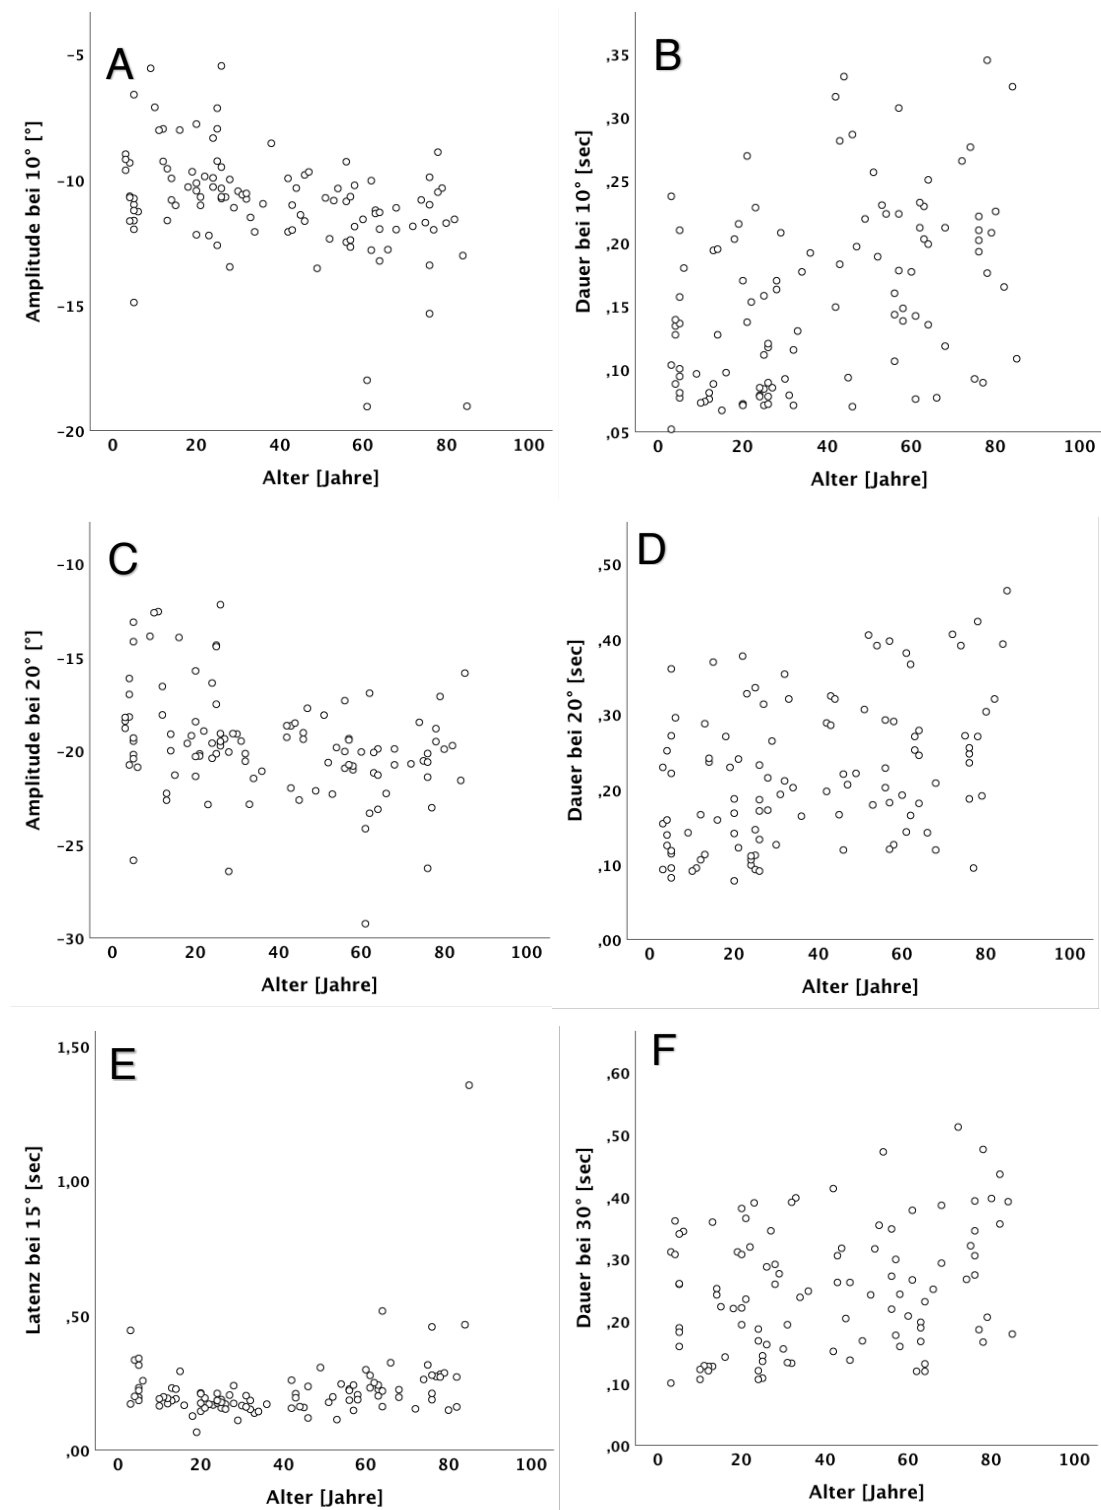 A
Amplitude bei 10° [°]
−5
−10
−15
−20
0 20 40 60 80 100
Alter [Jahre]
B
Dauer bei 10° [sec]
,35
,30
,25
,20
,15
,10
,05
0 20 40 60 80 100
Alter [Jahre]
C
Amplitude bei 20° [°]
−10
−15
−20
−25
−30
0 20 40 60 80 100
Alter [Jahre]
D
Dauer bei 20° [sec]
,50
,40
,30
,20
,10
,00
0 20 40 60 80 100
Alter [Jahre]
E
Latenz bei 15° [sec]
1,50
1,00
,50
,00
0 20 40 60 80 100
Alter [Jahre]
F
Dauer bei 30° [sec]
,60
,50
,40
,30
,20
,10
,00
0 20 40 60 80 100
Alter [Jahre]